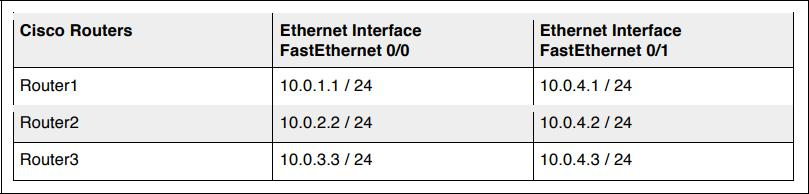 Cisco Routers Ethernet Interface FastEthernet 0/0 Ethernet Interface FastEthernet 0/1
Router1 10.0.1.1 / 24 10.0.4.1 / 24
Router2 10.0.2.2 / 24 10.0.4.2 / 24
Router3 10.0.3.3 / 24 10.0.4.3 / 24